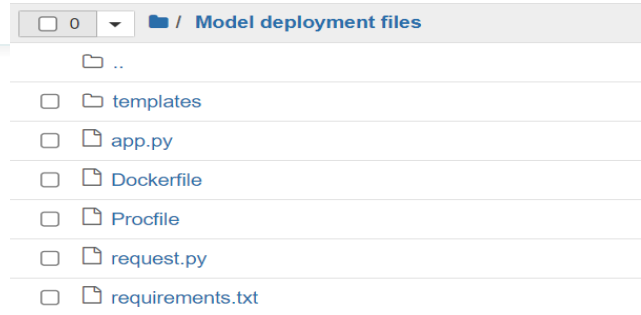 0 / Model deployment files
..
templates
app.py
Dockerfile
Procfile
request.py
requirements.txt